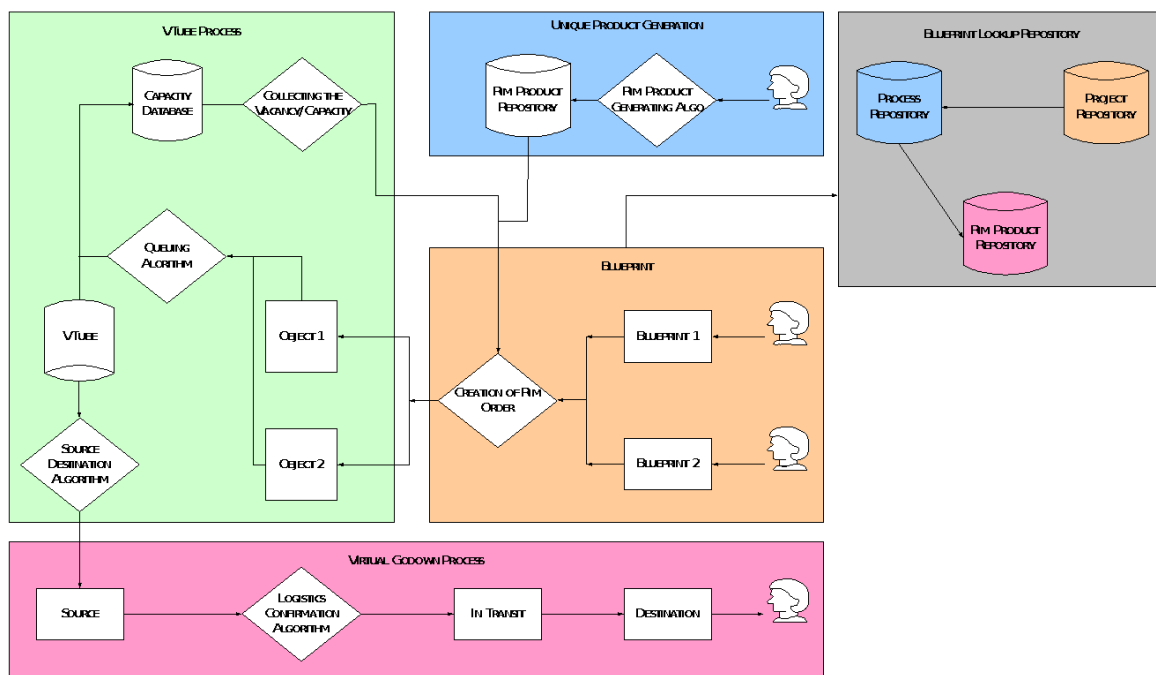 VTUBE PROCESS
CAPACITY
DATABASE
COLLECTING THE
VACANCY/CAPACITY
QUEUING
ALORITHM
VTUBE
OBJECT 1
OBJECT 2
SOURCE
DESTINATION
ALGORITHM
UNIQUE PRODUCT GENERATION
RIM PRODUCT
REPOSITORY
RIM PRODUCT
GENERATING ALGO
BLUEPRINT LOOKUP REPOSITORY
PROCESS
REPOSITORY
PROJECT
REPOSITORY
RIM PRODUCT
REPOSITORY
BLUEPRINT
BLUEPRINT 1
CREATION OF RIM
ORDER
BLUEPRINT 2
VIRTUAL GODOWN PROCESS
SOURCE
LOGISTICS
CONFIRMATION
ALGORITHM
IN TRANSIT
DESTINATION